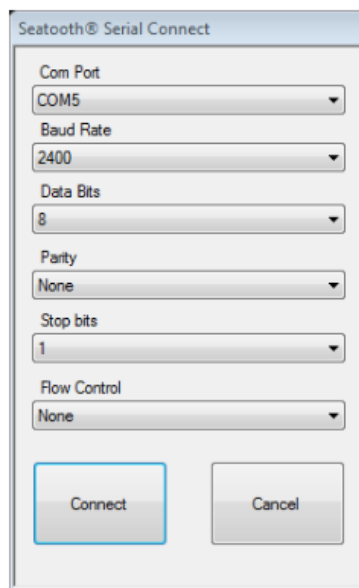 Seatooth® Serial Connect
Com Port
COM5
Baud Rate
2400
Data Bits
8
Parity
None
Stop bits
1
Flow Control
None
Connect Cancel